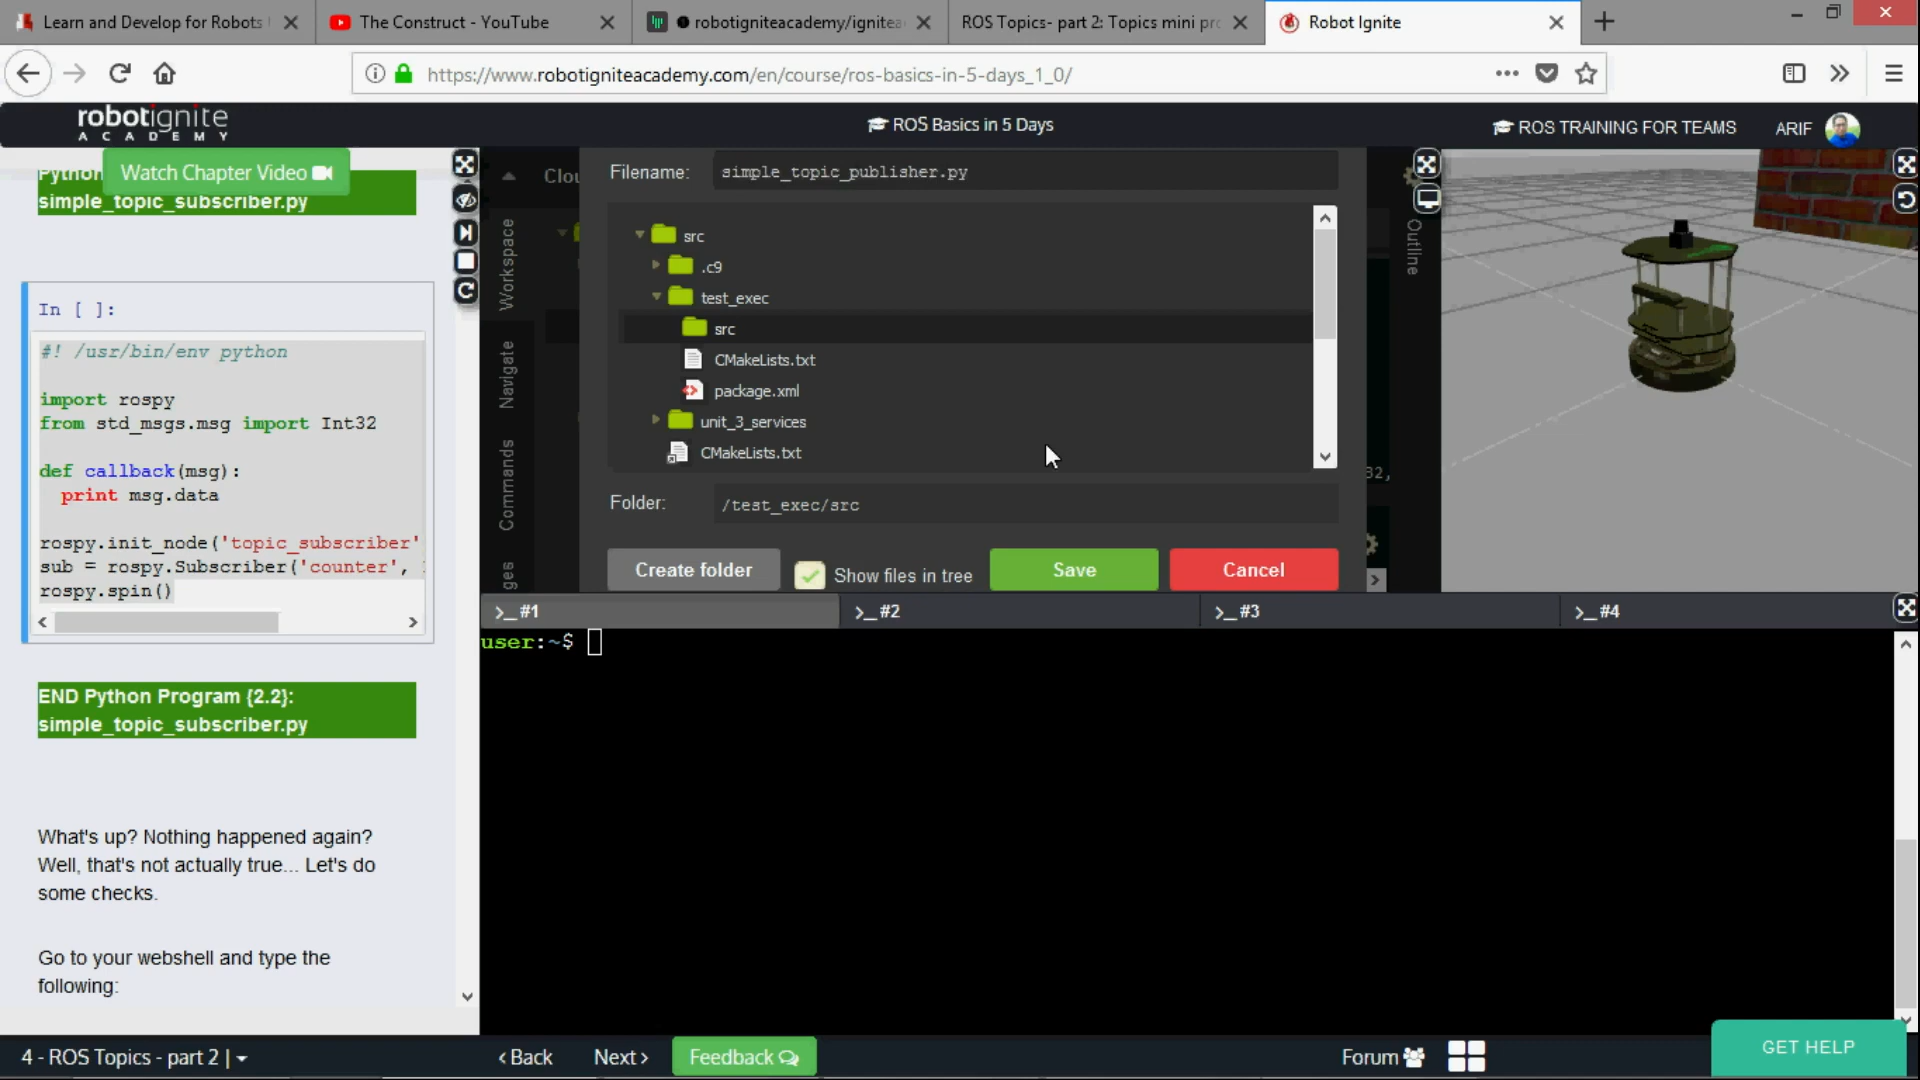 Learn and Develop for Robots
The Construct - YouTube
robotigniteacademy/ignitea
ROS Topics- part 2: Topics mini pro
Robot Ignite
https://www.robotigniteacademy.com/en/course/ros-basics-in-5-days_1_0/
robotignite
ACADEMY
ROS Basics in 5 Days
ROS TRAINING FOR TEAMS
ARIF
Python
Watch Chapter Video
simple_topic_subscriber.py
In [ ]:
#! /usr/bin/env python
import rospy
from std_msgs.msg import Int32
def callback(msg):
print msg.data
rospy.init_node('topic_subscriber'
sub = rospy.Subscriber('counter',
rospy.spin()
END Python Program {2.2}:
simple_topic_subscriber.py
What's up? Nothing happened again?
Well, that's not actually true... Let's do
some checks.
Go to your webshell and type the
following:
Clou
Workspace
Navigate
Commands
ges
Filename: simple_topic_publisher.py
src
.c9
test_exec
src
CMakeLists.txt
package.xml
unit_3_services
CMakeLists.txt
Folder: /test_exec/src
Create folder
Show files in tree
Save
Cancel
Outline
32,
>_ #1
>_ #2
>_ #3
>_ #4
user:~$
4 - ROS Topics - part 2 |
‹ Back
Next ›
Feedback
Forum
GET HELP